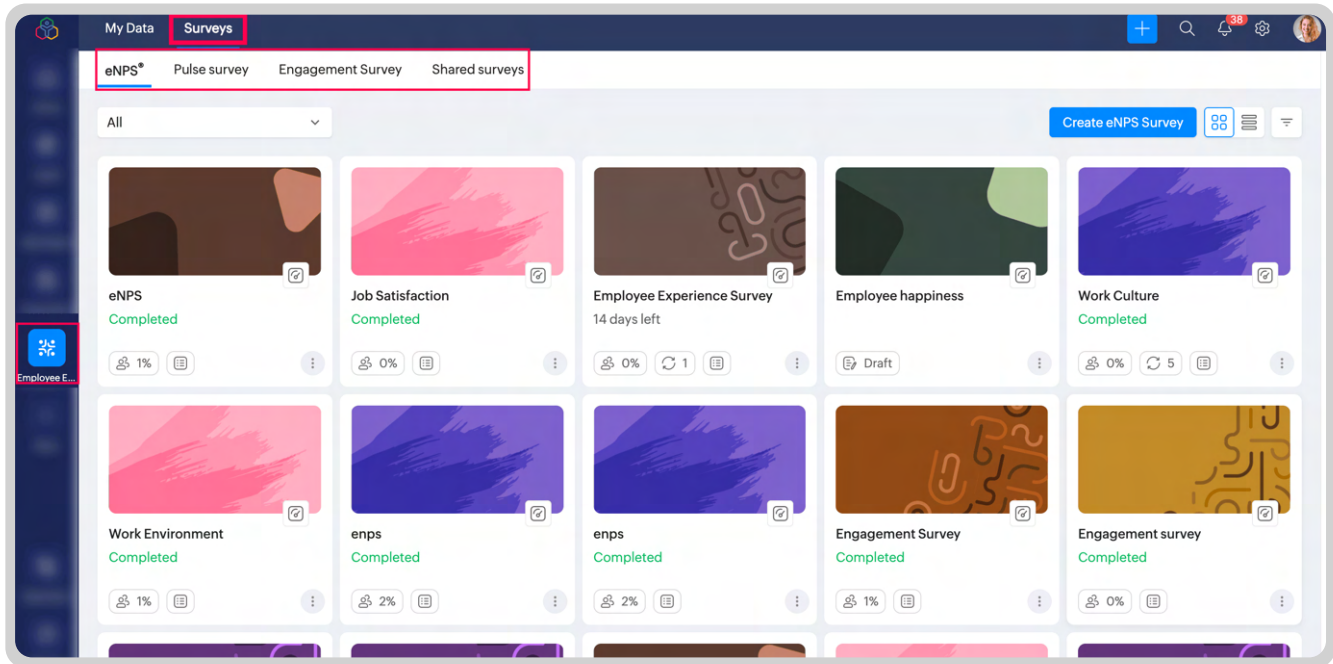 My Data Surveys 38
eNPS® Pulse survey Engagement Survey Shared surveys
All Create eNPS Survey
eNPS Job Satisfaction Employee Experience Survey Employee happiness Work Culture
Completed Completed 14 days left Completed
1% 0% 0% 1 Draft 0% 5
Employee E...
Work Environment enps enps Engagement Survey Engagement survey
Completed Completed Completed Completed Completed
1% 2% 2% 1% 0%